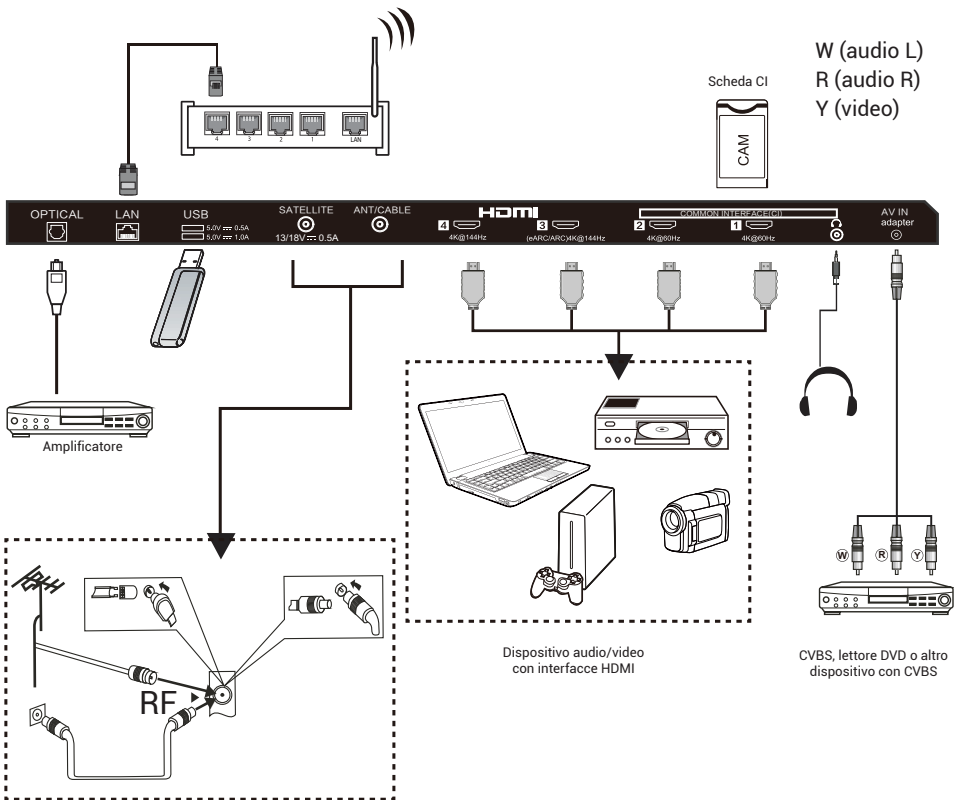 W (audio L)
R (audio R)
Y (video)
Scheda CI
CAM
4 3 2 1 LAN
OPTICAL
LAN
USB
5.0V 0.5A
5.0V 1.0A
SATELLITE
13/18V 0.5A
ANT/CABLE
HDMI
4
4K@144Hz
3
(eARC/ARC)4K@144Hz
COMMON INTERFACE(CI)
2
4K@60Hz
1
4K@60Hz
AV IN
adapter
Amplificatore
RF
Dispositivo audio/video
con interfacce HDMI
W R Y
CVBS, lettore DVD o altro
dispositivo con CVBS